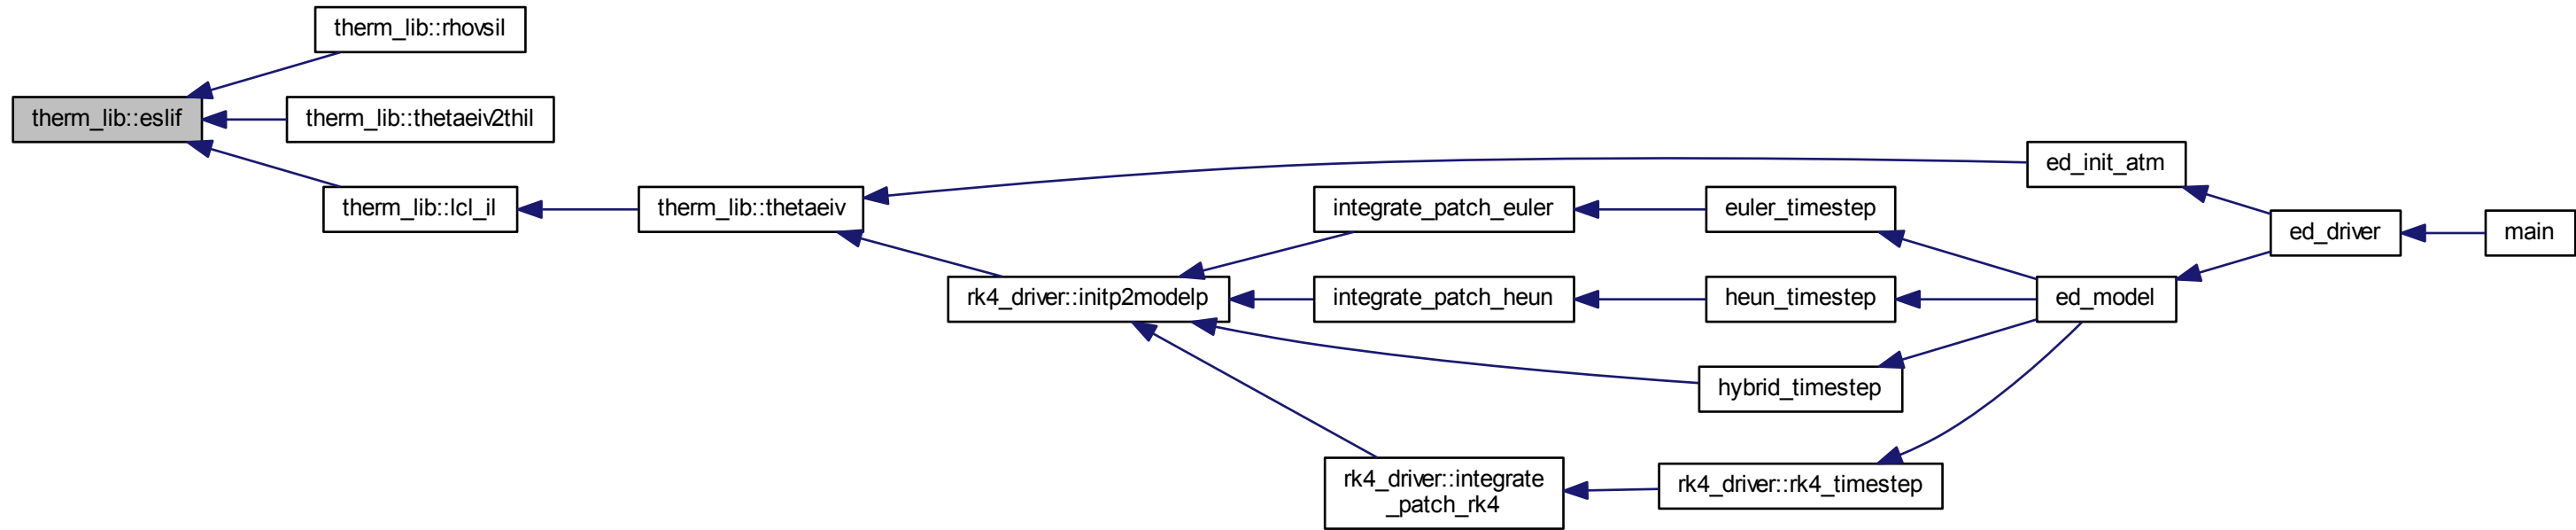 therm_lib::rhovsil
therm_lib::eslif
therm_lib::thetaeiv2thil
therm_lib::lcl_il
therm_lib::thetaeiv
ed_init_atm
integrate_patch_euler
euler_timestep
ed_driver
main
rk4_driver::initp2modelp
integrate_patch_heun
heun_timestep
ed_model
hybrid_timestep
rk4_driver::integrate
_patch_rk4
rk4_driver::rk4_timestep